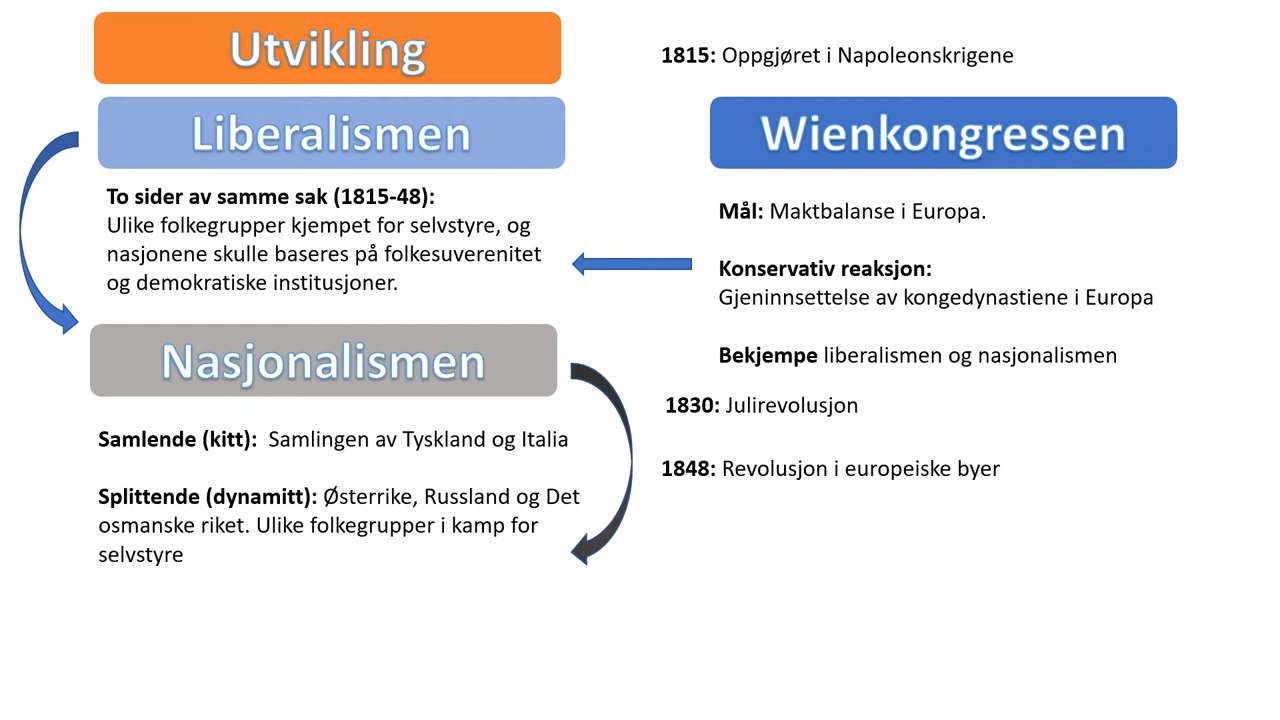 Utvikling
Liberalismen
To sider av samme sak (1815-48):
Ulike folkegrupper kjempet for selvstyre, og
nasjonene skulle baseres på folkesuverenitet
og demokratiske institusjoner.
Nasjonalismen
Samlende (kitt): Samlingen av Tyskland og Italia
Splittende (dynamitt): Østerrike, Russland og Det
osmanske riket. Ulike folkegrupper i kamp for
selvstyre
1815: Oppgjøret i Napoleonskrigene
Wienkongressen
Mål: Maktbalanse i Europa.
Konservativ reaksjon:
Gjeninnsettelse av kongedynastiene i Europa
Bekjempe liberalismen og nasjonalismen
1830: Julirevolusjon
1848: Revolusjon i europeiske byer